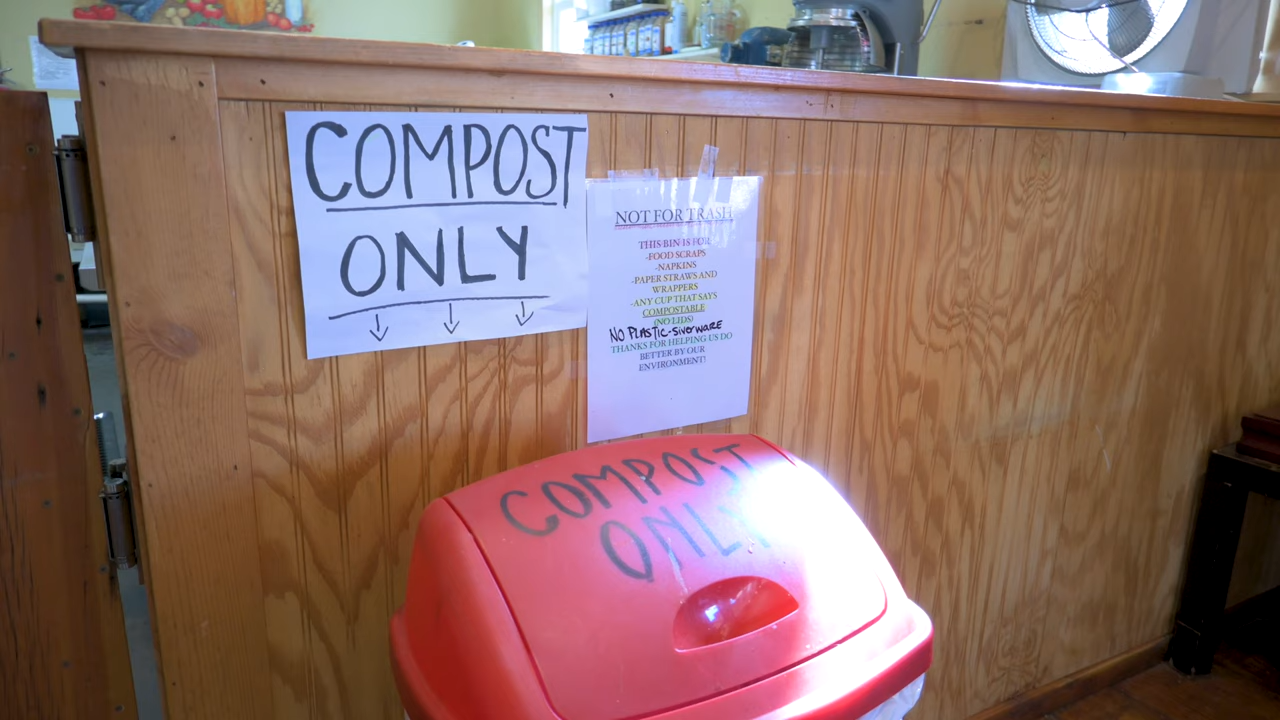 COMPOST
ONLY
NOT FOR TRASH
THIS BIN IS FOR
-FOOD SCRAPS
-NAPKINS
-PAPER STRAWS AND
WRAPPERS
-ANY CUP THAT SAYS
COMPOSTABLE
(NO LIDS)
NO PLASTIC-SIVERWARE
THANKS FOR HELPING US DO
BETTER BY OUR
ENVIRONMENT!
COMPOST
ONLY